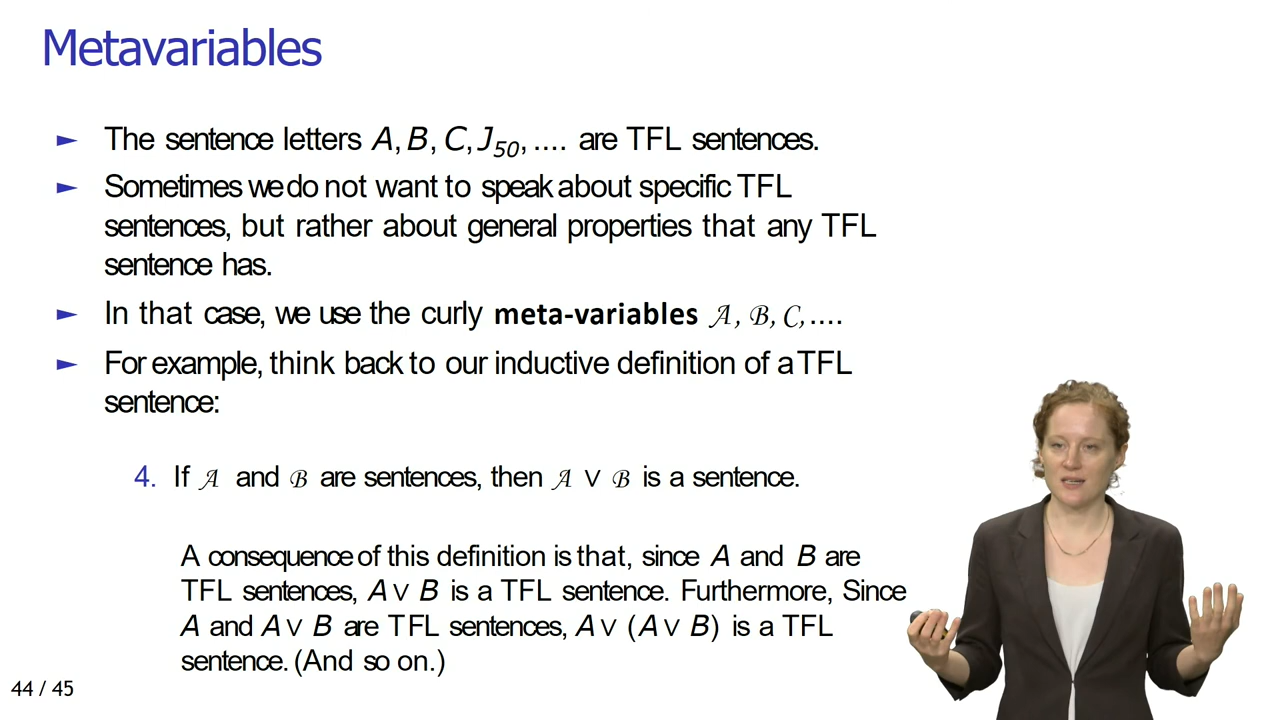 Metavariables
► The sentence letters A, B, C, J₅₀, .... are TFL sentences.
► Sometimes we do not want to speak about specific TFL
sentences, but rather about general properties that any TFL
sentence has.
► In that case, we use the curly meta-variables 𝒜, ℬ, 𝒞, ....
► For example, think back to our inductive definition of a TFL
sentence:
4. If 𝒜 and ℬ are sentences, then 𝒜 ∨ ℬ is a sentence.
A consequence of this definition is that, since A and B are
TFL sentences, A ∨ B is a TFL sentence. Furthermore, Since
A and A ∨ B are TFL sentences, A ∨ (A ∨ B) is a TFL
sentence. (And so on.)
44 / 45